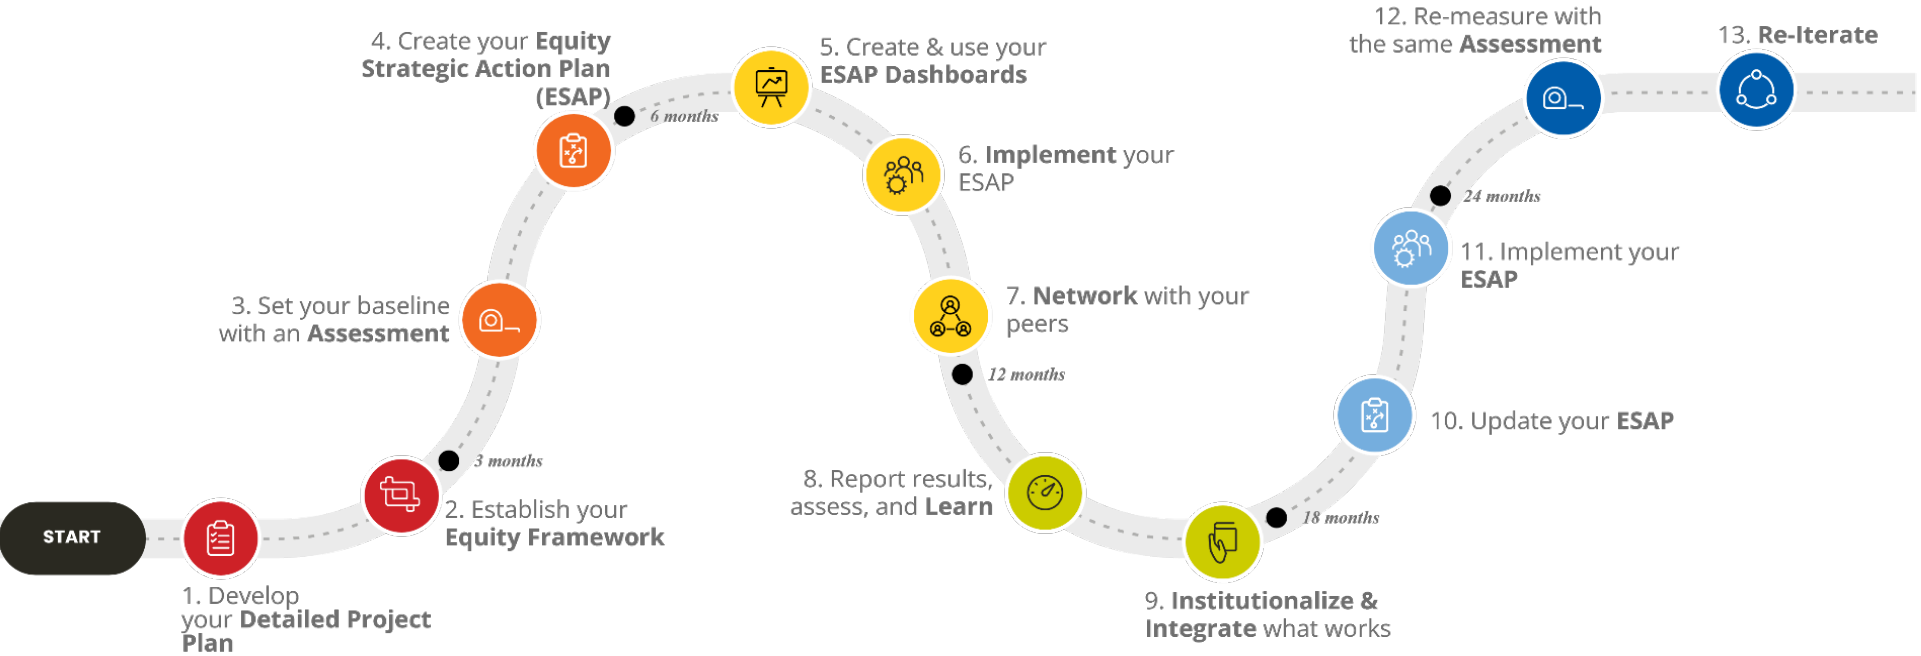 START
1. Develop
your Detailed Project
Plan
2. Establish your
Equity Framework
3 months
3. Set your baseline
with an Assessment
4. Create your Equity
Strategic Action Plan
(ESAP)
6 months
5. Create & use your
ESAP Dashboards
6. Implement your
ESAP
7. Network with your
peers
12 months
8. Report results,
assess, and Learn
9. Institutionalize &
Integrate what works
18 months
10. Update your ESAP
11. Implement your
ESAP
24 months
12. Re-measure with
the same Assessment
13. Re-Iterate